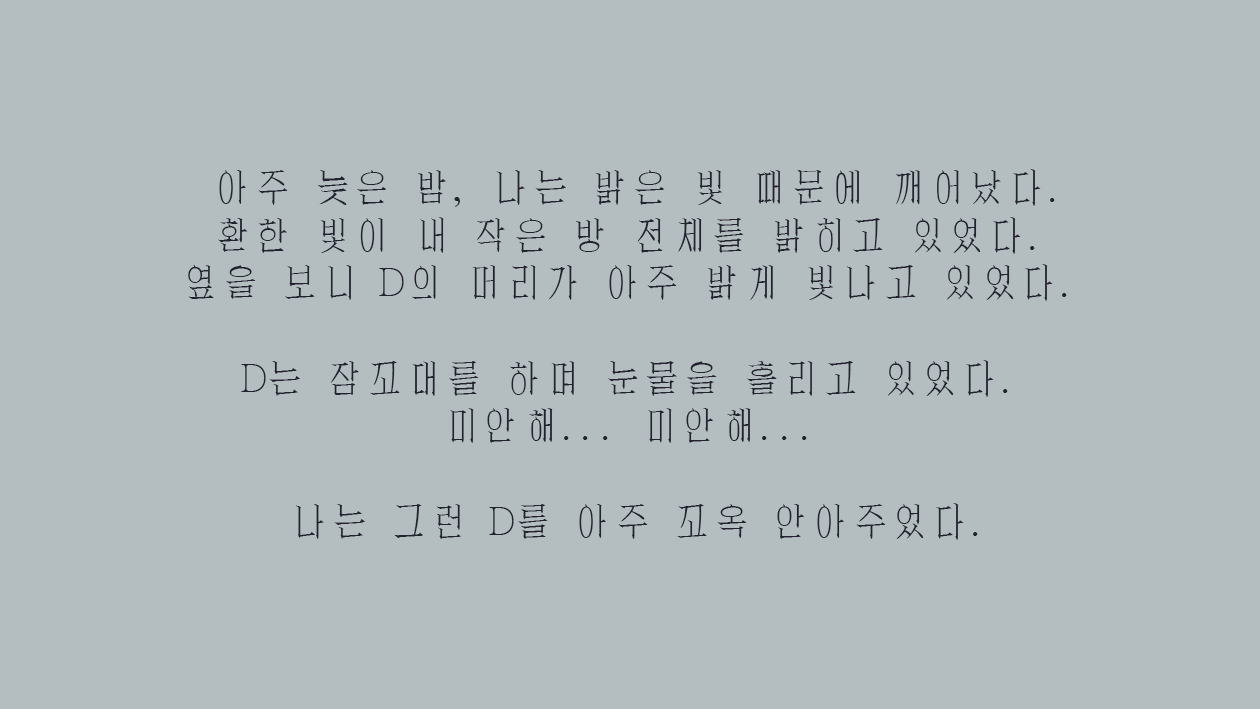 아주 늦은 밤, 나는 밝은 빛 때문에 깨어났다.
환한 빛이 내 작은 방 전체를 밝히고 있었다.
옆을 보니 D의 머리가 아주 밝게 빛나고 있었다.
D는 잠꼬대를 하며 눈물을 흘리고 있었다.
미안해... 미안해...
나는 그런 D를 아주 꼬옥 안아주었다.